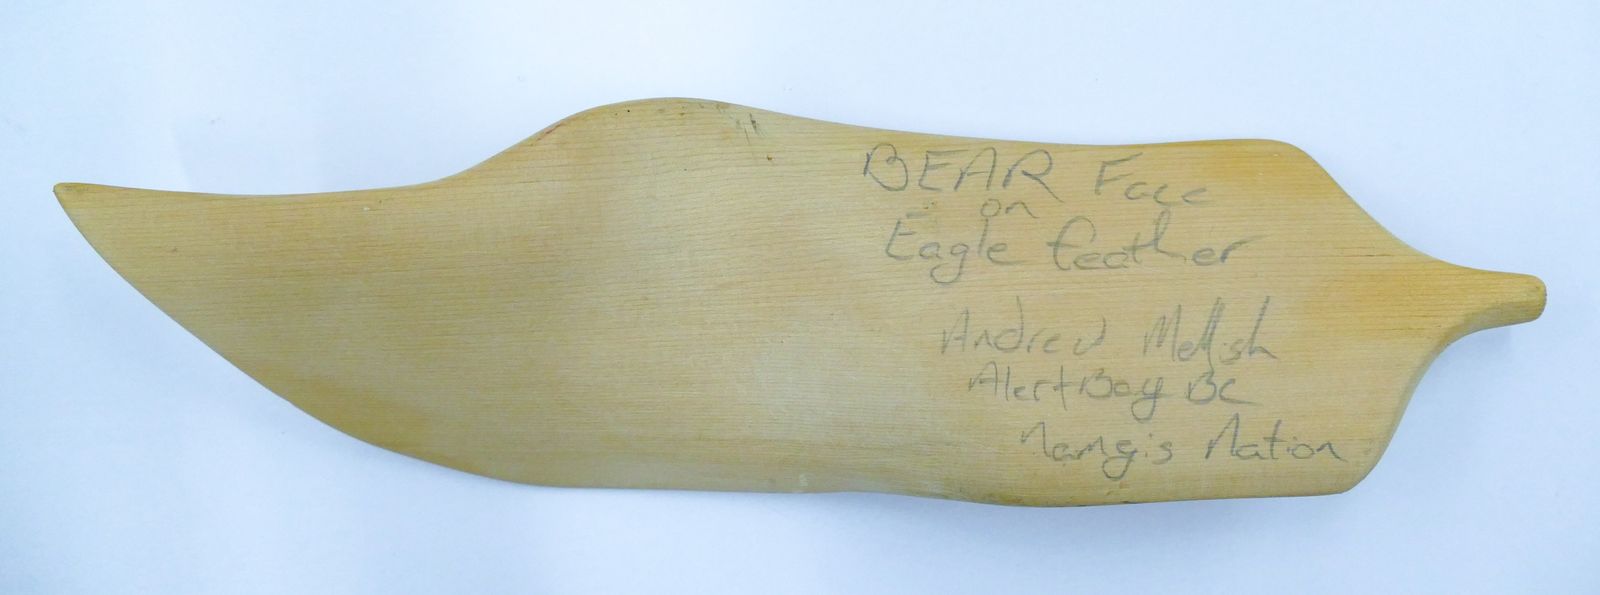 BEAR Face
on
Eagle feather
Andrew Mellish
Alert Bay BC
Namgis Nation